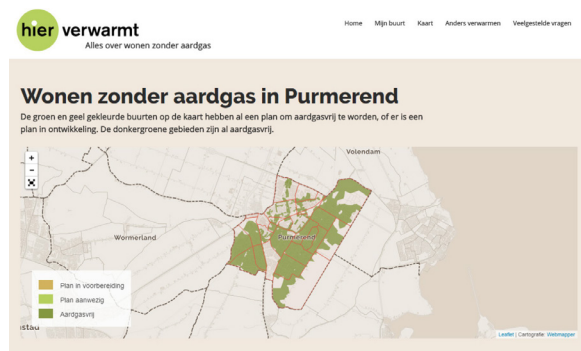 hier verwarmt
Alles over wonen zonder aardgas
Home Mijn buurt Kaart Anders verwarmen Veelgestelde vragen
Wonen zonder aardgas in Purmerend
De groen en geel gekleurde buurten op de kaart hebben al een plan om aardgasvrij te worden, of er is een
plan in ontwikkeling. De donkergroene gebieden zijn al aardgasvrij.
+
−
Volendam
Wormerland
Purmerend
Plan in voorbereiding
Plan aanwezig
Aardgasvrij
nstad
Leaflet | Cartografie: Webmapper